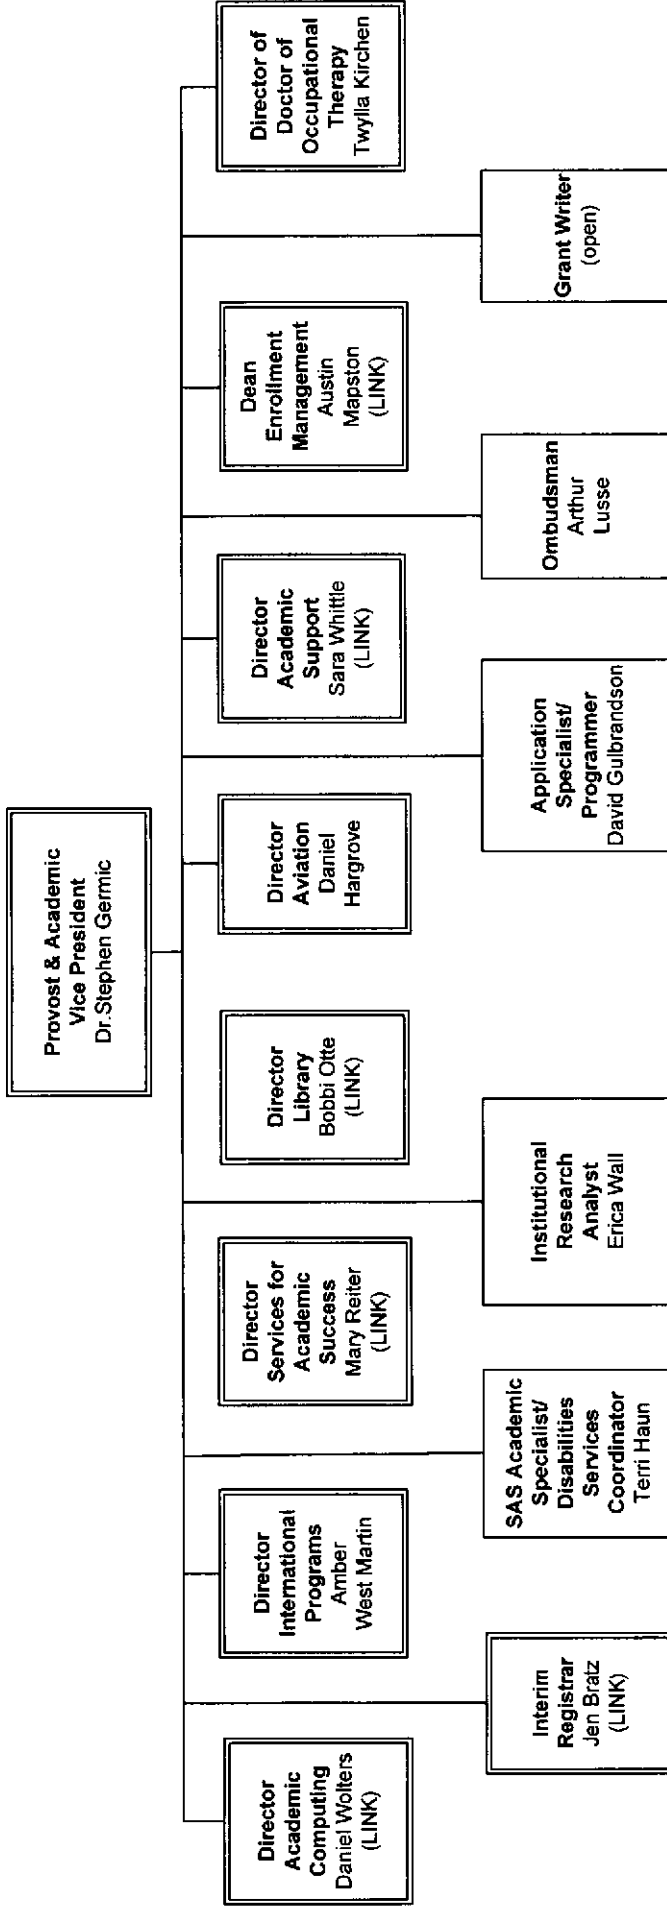 Provost & Academic
Vice President
Dr.Stephen Germic
Director
Academic
Computing
Daniel Wolters
(LINK)
Director
International
Programs
Amber
West Martin
Director
Services for
Academic
Success
Mary Reiter
(LINK)
Director
Library
Bobbi Otte
(LINK)
Director
Aviation
Daniel
Hargrove
Director
Academic
Support
Sara Whittle
(LINK)
Dean
Enrollment
Management
Austin
Mapston
(LINK)
Director of
Doctor of
Occupational
Therapy
Twylla Kirchen
Interim
Registrar
Jen Bratz
(LINK)
SAS Academic
Specialist/
Disabilities
Services
Coordinator
Terri Haun
Institutional
Research
Analyst
Erica Wall
Application
Specialist/
Programmer
David Gulbrandson
Ombudsman
Arthur
Lusse
Grant Writer
(open)